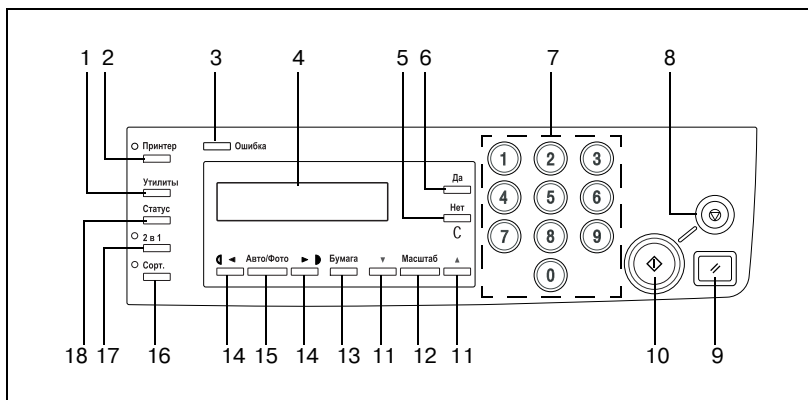 1 2 3 4 5 6 7 8
Принтер
Ошибка
Утилиты
Да
Статус
Нет
C
2 в 1
Авто/Фото Бумага Масштаб
Сорт.
1 2 3
4 5 6
7 8 9
0
18 17 16 14 15 14 13 11 12 11 10 9